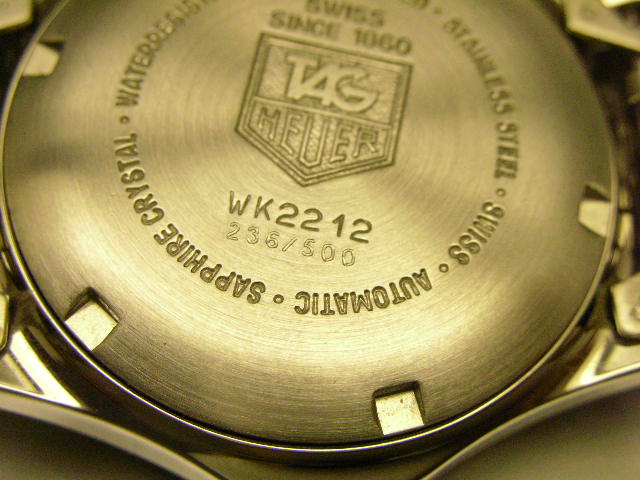 SWISS
SINCE 1860
TAG
HEUER
WK2212
236/500
STAINLESS STEEL · SWISS · AUTOMATIC · SAPPHIRE CRYSTAL ·